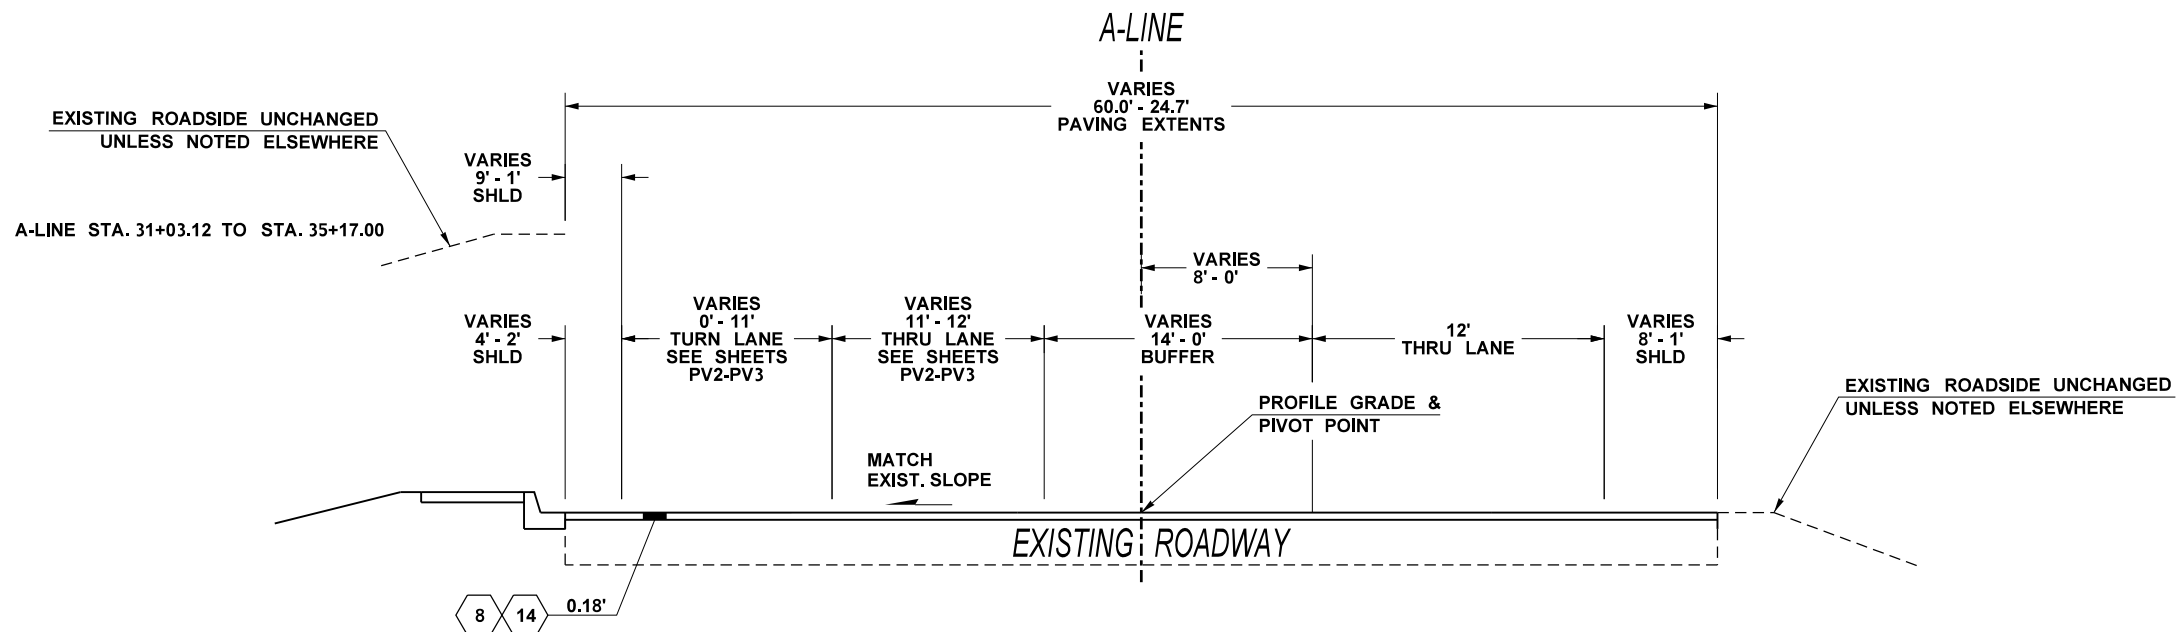 A-LINE
VARIES
60.0' - 24.7'
PAVING EXTENTS
EXISTING ROADSIDE UNCHANGED
UNLESS NOTED ELSEWHERE
VARIES
9' - 1'
SHLD
A-LINE STA. 31+03.12 TO STA. 35+17.00
VARIES
8' - 0'
VARIES
4' - 2'
SHLD
VARIES
0' - 11'
TURN LANE
SEE SHEETS
PV2-PV3
VARIES
11' - 12'
THRU LANE
SEE SHEETS
PV2-PV3
VARIES
14' - 0'
BUFFER
12'
THRU LANE
VARIES
8' - 1'
SHLD
EXISTING ROADSIDE UNCHANGED
UNLESS NOTED ELSEWHERE
PROFILE GRADE &
PIVOT POINT
MATCH
EXIST. SLOPE
EXISTING ROADWAY
8 14 0.18'